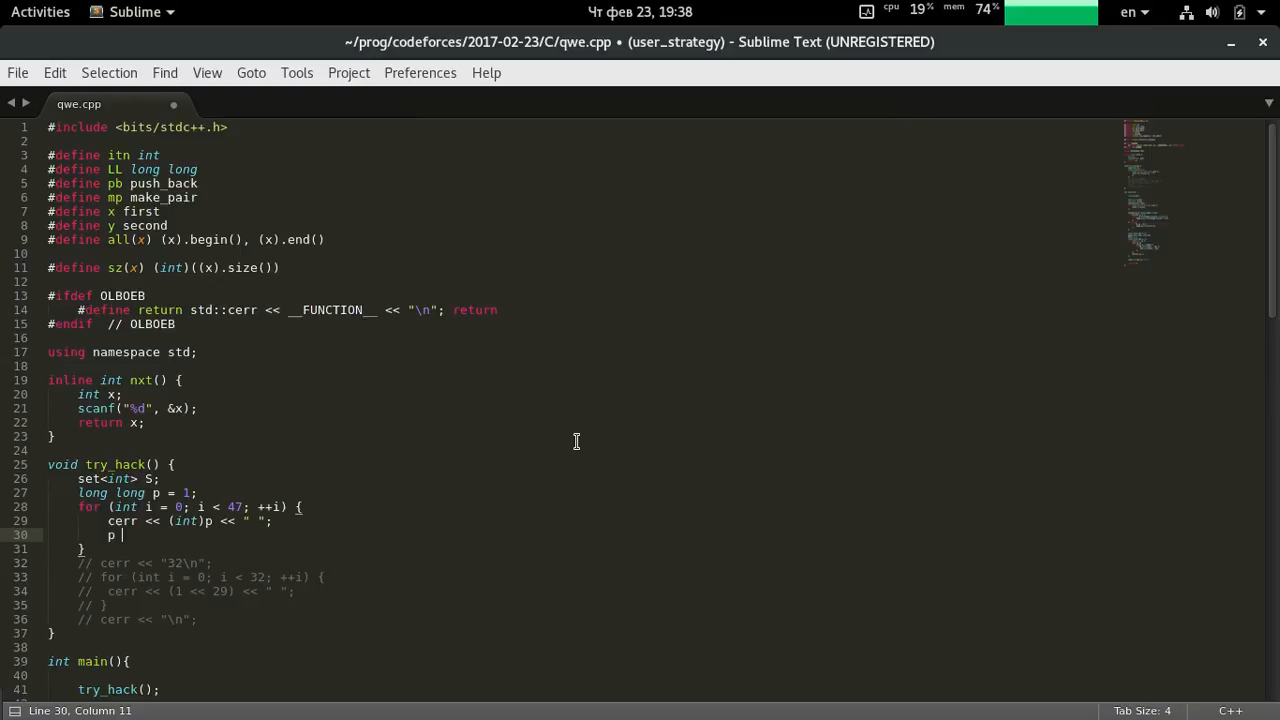 Activities Sublime Чт фев 23, 19:38 cpu 19% mem 74% en
~/prog/codeforces/2017-02-23/C/qwe.cpp • (user_strategy) - Sublime Text (UNREGISTERED)
File Edit Selection Find View Goto Tools Project Preferences Help
qwe.cpp
1 #include <bits/stdc++.h>
2
3 #define itn int
4 #define LL long long
5 #define pb push_back
6 #define mp make_pair
7 #define x first
8 #define y second
9 #define all(x) (x).begin(), (x).end()
10
11 #define sz(x) (int)((x).size())
12
13 #ifdef OLBOEB
14     #define return std::cerr << __FUNCTION__ << "\n"; return
15 #endif  // OLBOEB
16
17 using namespace std;
18
19 inline int nxt() {
20     int x;
21     scanf("%d", &x);
22     return x;
23 }
24
25 void try_hack() {
26     set<int> S;
27     long long p = 1;
28     for (int i = 0; i < 47; ++i) {
29         cerr << (int)p << " ";
30         p
31     }
32     // cerr << "32\n";
33     // for (int i = 0; i < 32; ++i) {
34     //  cerr << (1 << 29) << " ";
35     // }
36     // cerr << "\n";
37 }
38
39 int main(){
40
41     try_hack();
Line 30, Column 11 Tab Size: 4 C++